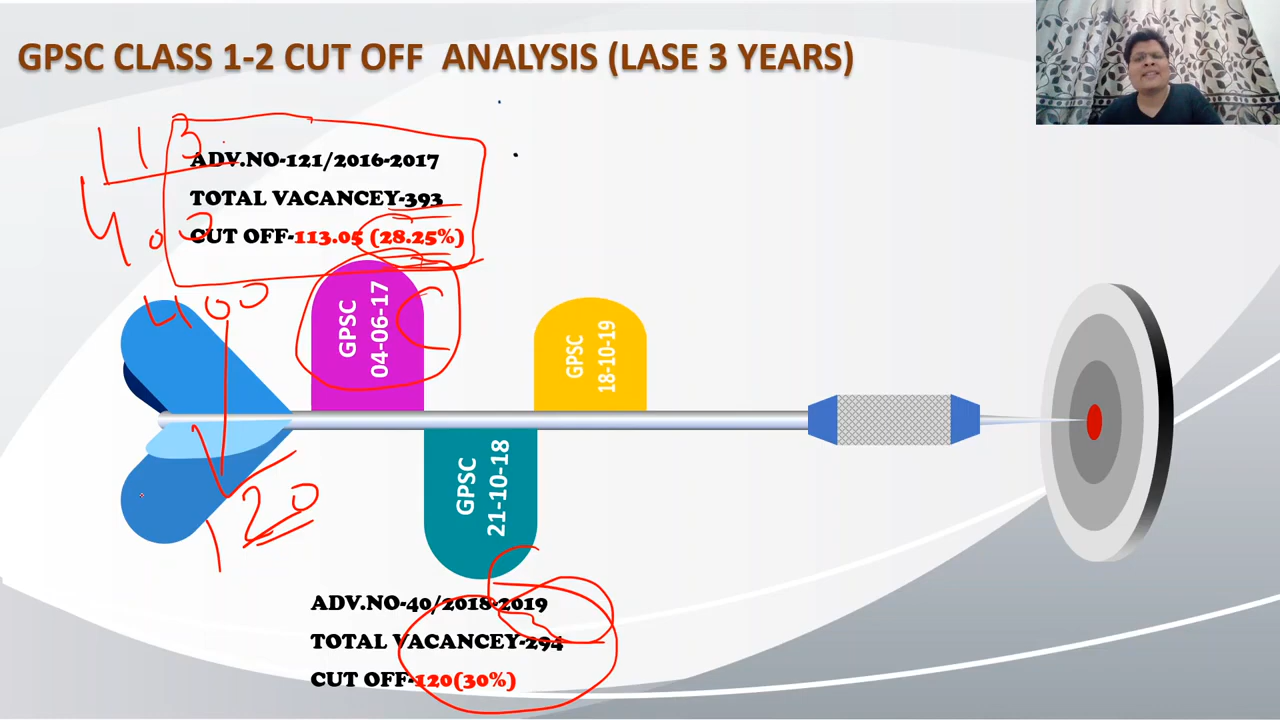 GPSC CLASS 1-2 CUT OFF ANALYSIS (LASE 3 YEARS)
113
ADV.NO-121/2016-2017
TOTAL VACANCEY-393
400
CUT OFF-113.05 (28.25%)
400
GPSC
04-06-17
GPSC
18-10-19
GPSC
21-10-18
120
ADV.NO-40/2018-2019
TOTAL VACANCEY-294
CUT OFF-120(30%)